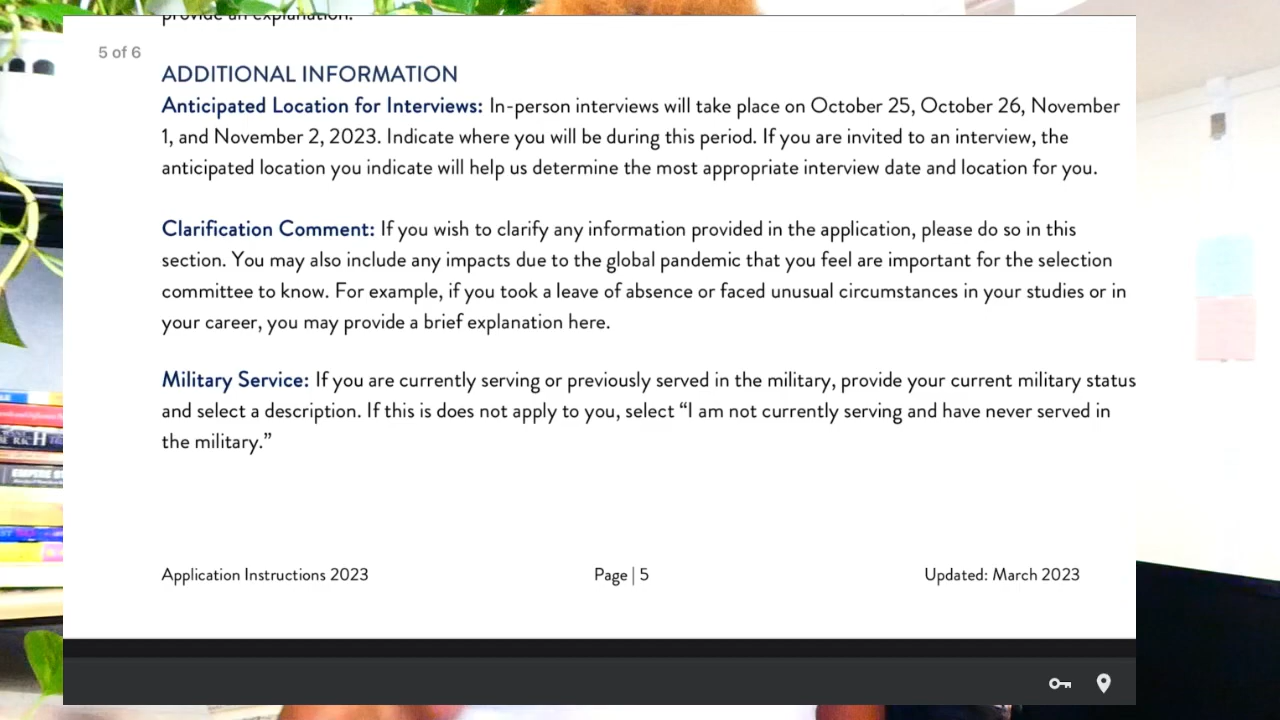 provide an explanation.
5 of 6
ADDITIONAL INFORMATION
Anticipated Location for Interviews: In-person interviews will take place on October 25, October 26, November
1, and November 2, 2023. Indicate where you will be during this period. If you are invited to an interview, the
anticipated location you indicate will help us determine the most appropriate interview date and location for you.
Clarification Comment: If you wish to clarify any information provided in the application, please do so in this
section. You may also include any impacts due to the global pandemic that you feel are important for the selection
committee to know. For example, if you took a leave of absence or faced unusual circumstances in your studies or in
your career, you may provide a brief explanation here.
Military Service: If you are currently serving or previously served in the military, provide your current military status
and select a description. If this is does not apply to you, select “I am not currently serving and have never served in
the military.”
Application Instructions 2023 Page | 5 Updated: March 2023